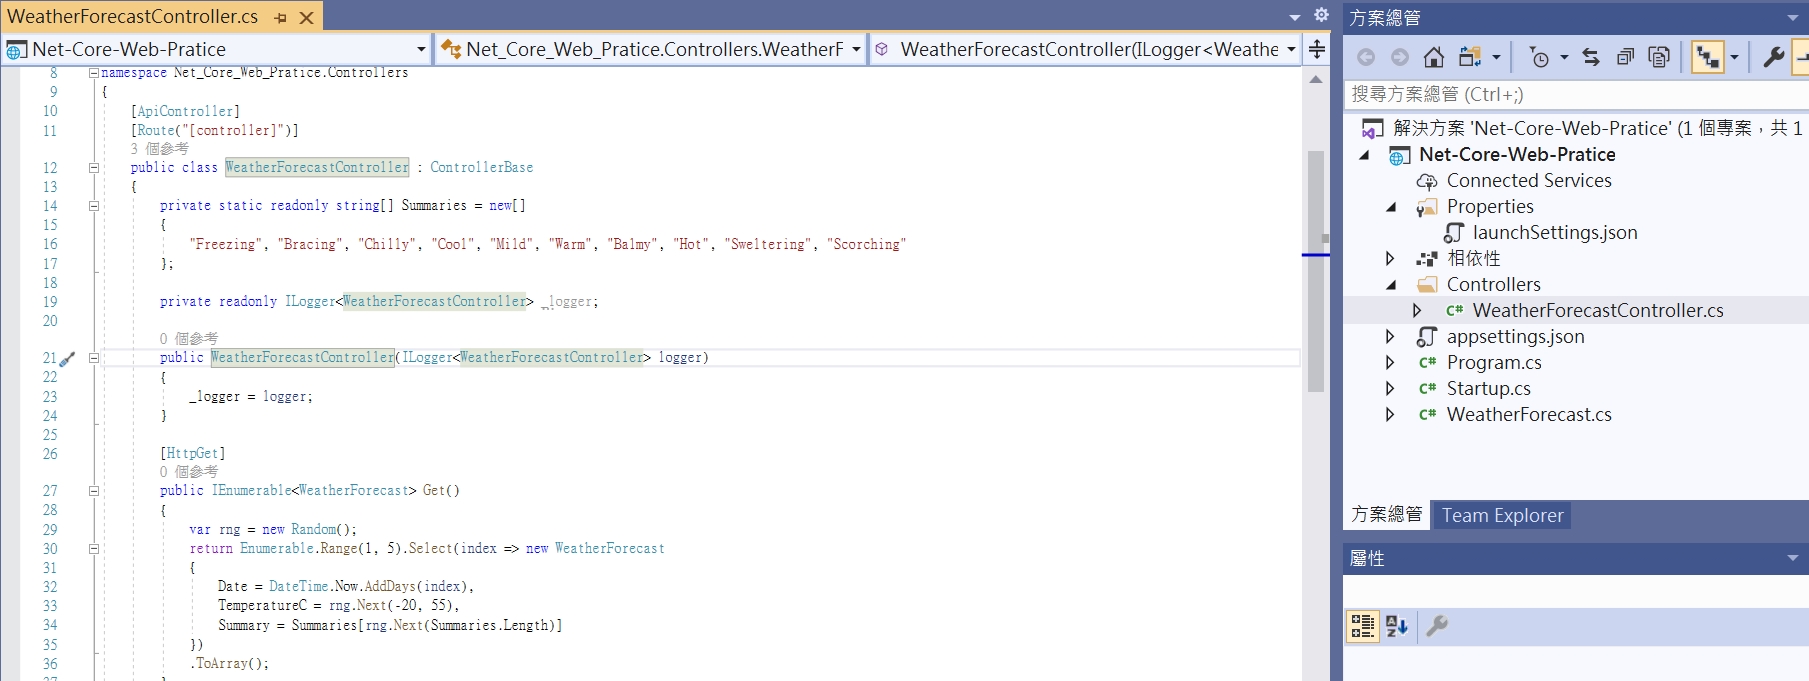 WeatherForecastController.cs
Net-Core-Web-Pratice
Net_Core_Web_Pratice.Controllers.WeatherF
WeatherForecastController(ILogger<Weathe
8 namespace Net_Core_Web_Pratice.Controllers
9 {
10 [ApiController]
11 [Route("[controller]")]
3 個參考
12 public class WeatherForecastController : ControllerBase
13 {
14 private static readonly string[] Summaries = new[]
15 {
16 "Freezing", "Bracing", "Chilly", "Cool", "Mild", "Warm", "Balmy", "Hot", "Sweltering", "Scorching"
17 };
18
19 private readonly ILogger<WeatherForecastController> _logger;
20
0 個參考
21 public WeatherForecastController(ILogger<WeatherForecastController> logger)
22 {
23 _logger = logger;
24 }
25
26 [HttpGet]
0 個參考
27 public IEnumerable<WeatherForecast> Get()
28 {
29 var rng = new Random();
30 return Enumerable.Range(1, 5).Select(index => new WeatherForecast
31 {
32 Date = DateTime.Now.AddDays(index),
33 TemperatureC = rng.Next(-20, 55),
34 Summary = Summaries[rng.Next(Summaries.Length)]
35 })
36 .ToArray();
方案總管
搜尋方案總管 (Ctrl+;)
解決方案 'Net-Core-Web-Pratice' (1 個專案，共 1
Net-Core-Web-Pratice
Connected Services
Properties
launchSettings.json
相依性
Controllers
C# WeatherForecastController.cs
appsettings.json
C# Program.cs
C# Startup.cs
C# WeatherForecast.cs
方案總管 Team Explorer
屬性